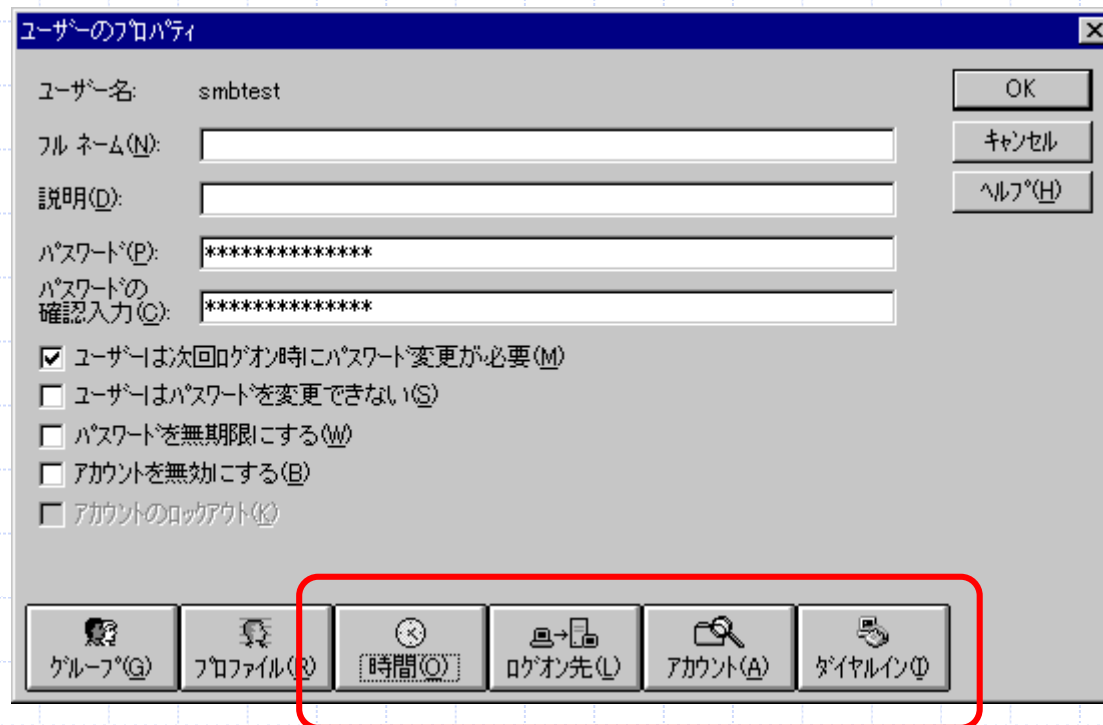 ユーザーのプロパティ
ユーザー名: smbtest
OK
フル ネーム(N):
キャンセル
説明(D):
ヘルプ(H)
パスワード(P): **************
パスワードの
確認入力(C): **************
ユーザーは次回ログオン時にパスワード変更が必要(M)
ユーザーはパスワードを変更できない(S)
パスワードを無期限にする(W)
アカウントを無効にする(B)
アカウントのロックアウト(K)
グループ(G) プロファイル(R) 時間(O) ログオン先(L) アカウント(A) ダイヤルイン(I)